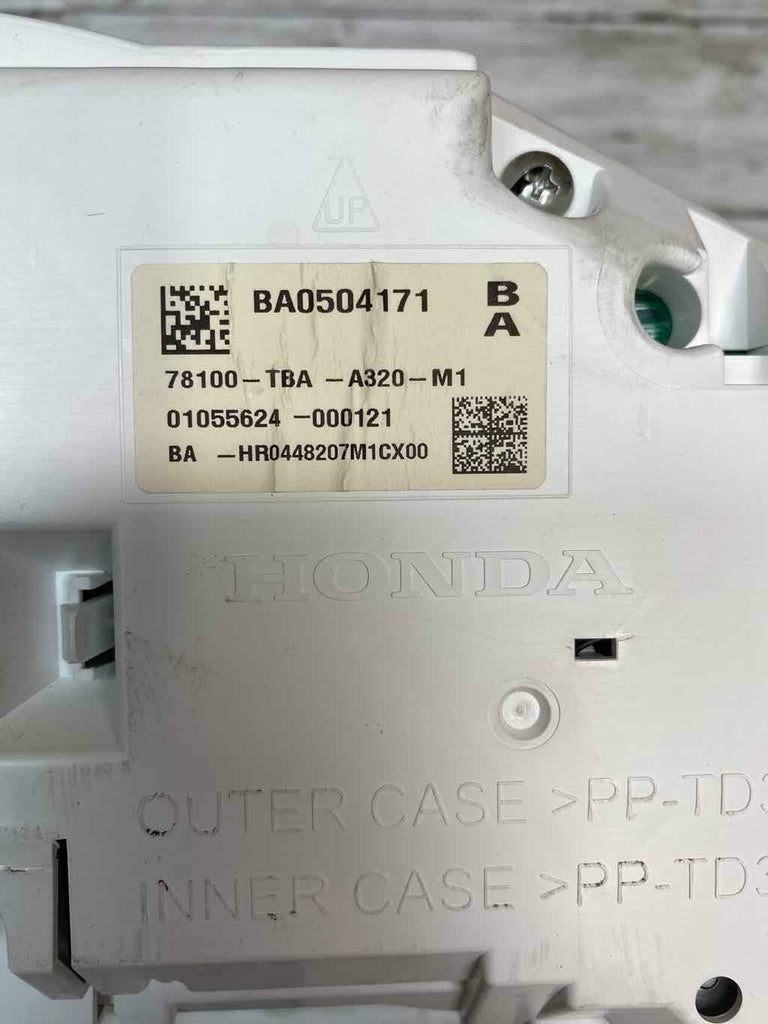 UP
BA0504171
B
A
78100-TBA -A320-M1
01055624 -000121
BA -HR0448207M1CX00
HONDA
OUTER CASE >PP-TD3
INNER CASE >PP-TD3